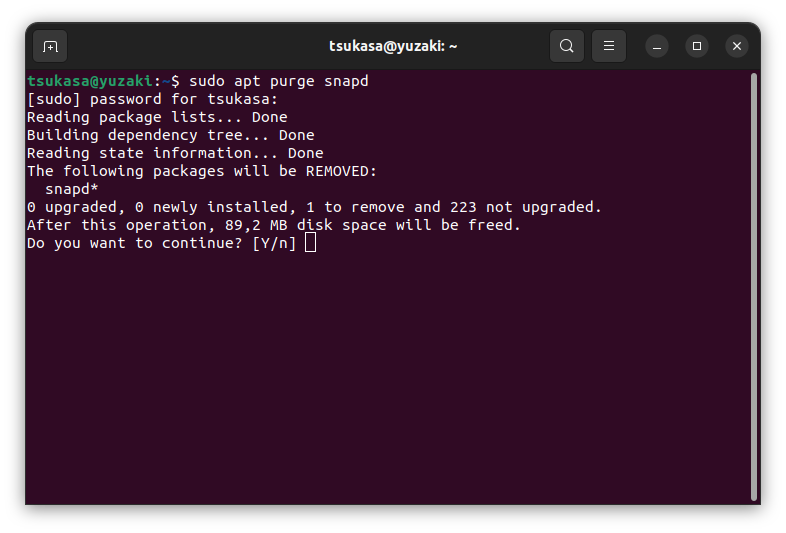 tsukasa@yuzaki: ~
tsukasa@yuzaki:~$ sudo apt purge snapd
[sudo] password for tsukasa:
Reading package lists... Done
Building dependency tree... Done
Reading state information... Done
The following packages will be REMOVED:
  snapd*
0 upgraded, 0 newly installed, 1 to remove and 223 not upgraded.
After this operation, 89,2 MB disk space will be freed.
Do you want to continue? [Y/n]